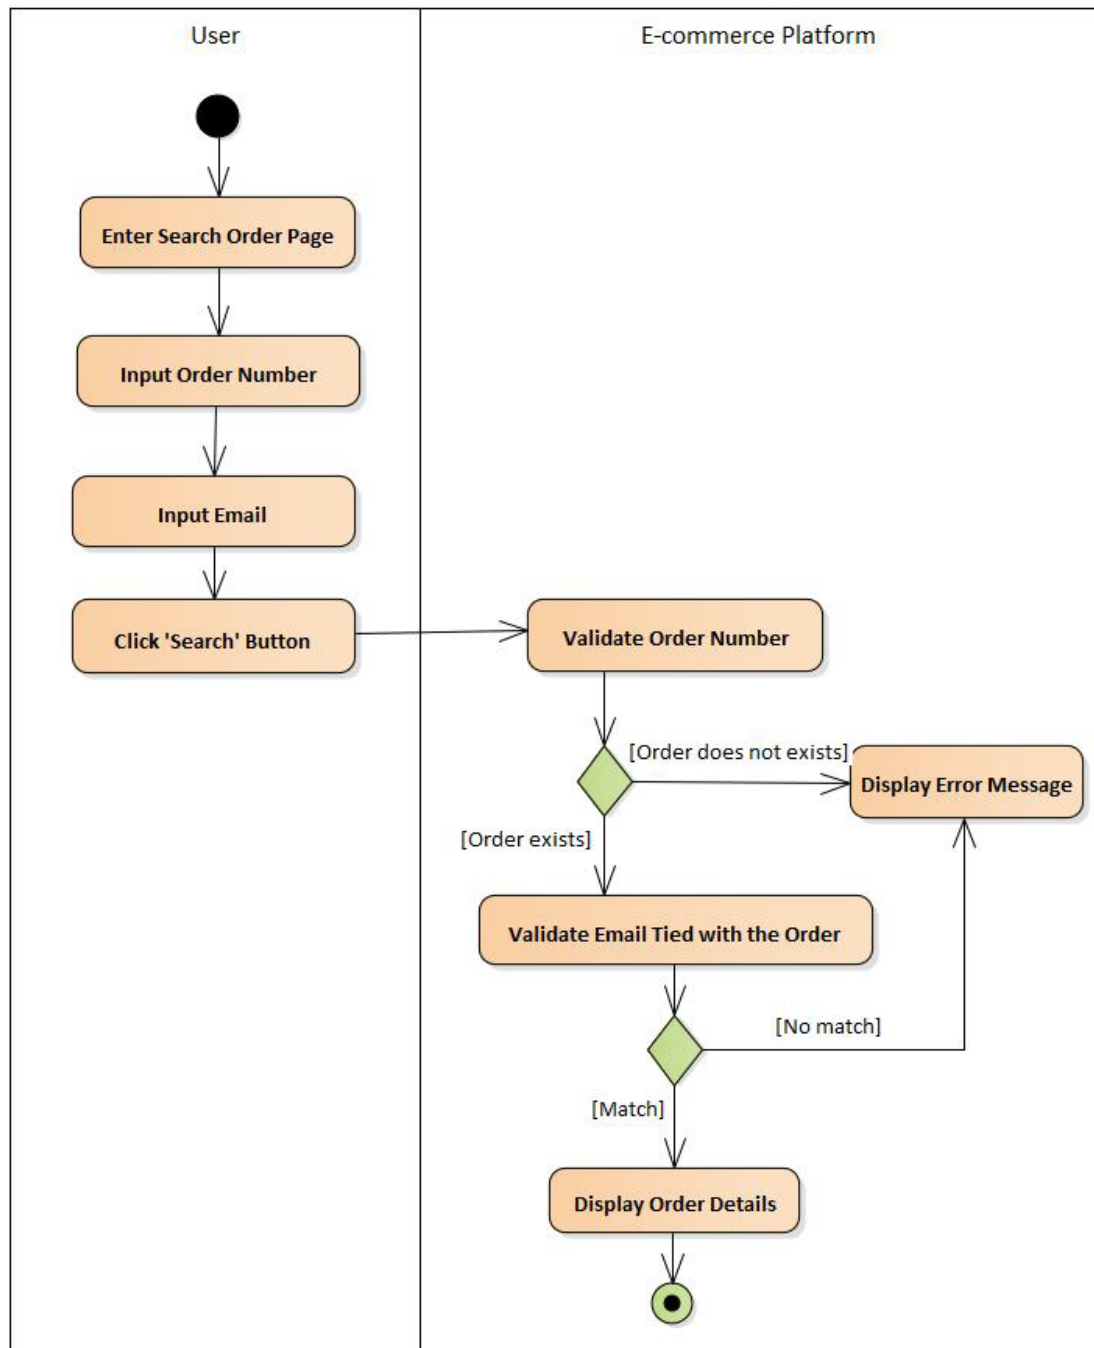 User
E-commerce Platform
Enter Search Order Page
Input Order Number
Input Email
Click 'Search' Button
Validate Order Number
[Order does not exists]
Display Error Message
[Order exists]
Validate Email Tied with the Order
[No match]
[Match]
Display Order Details